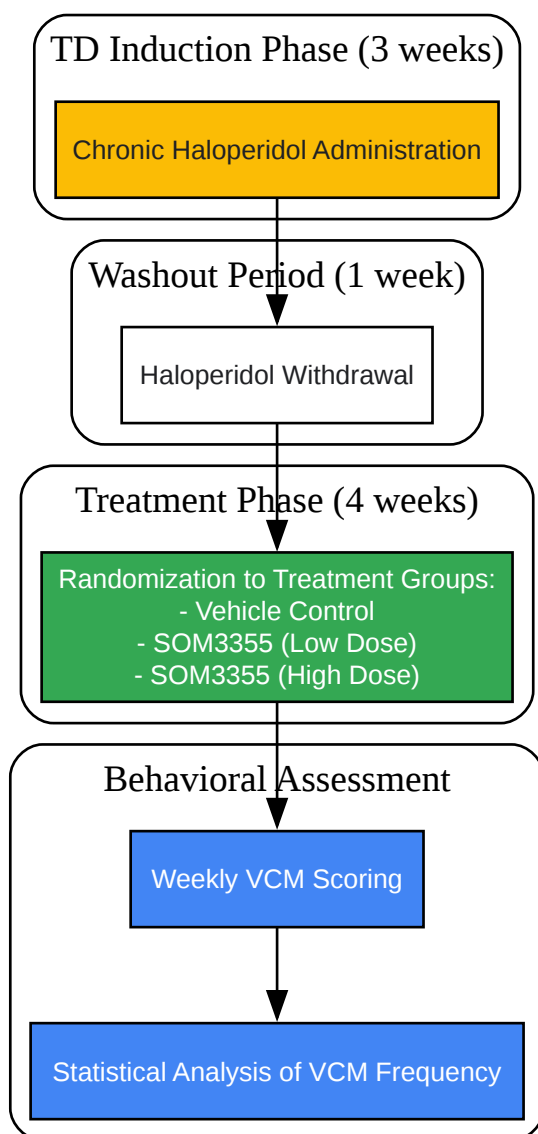 TD Induction Phase (3 weeks)
Chronic Haloperidol Administration
Washout Period (1 week)
Haloperidol Withdrawal
Treatment Phase (4 weeks)
Randomization to Treatment Groups:
- Vehicle Control
- SOM3355 (Low Dose)
- SOM3355 (High Dose)
Behavioral Assessment
Weekly VCM Scoring
Statistical Analysis of VCM Frequency